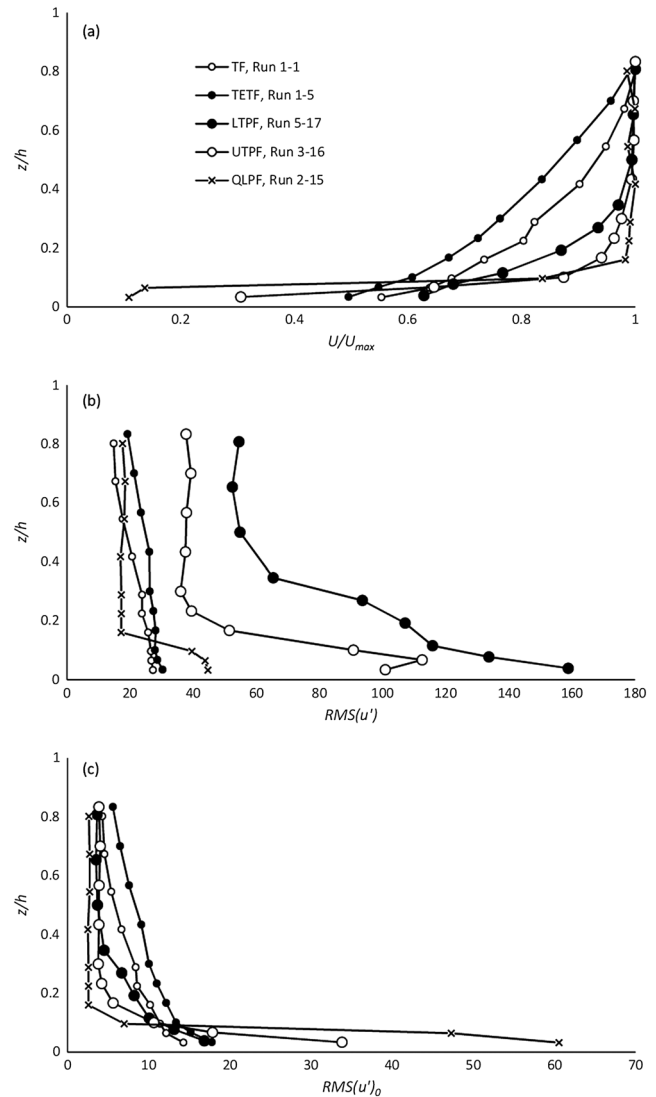 1
(a)
TF, Run 1-1
0.8
TETF, Run 1-5
LTPF, Run 5-17
0.6
UTPF, Run 3-16
z/h
QLPF, Run 2-15
0.4
0.2
0
0 0.2 0.4 0.6 0.8 1
U/Umax
1
(b)
0.8
0.6
z/h
0.4
0.2
0
0 20 40 60 80 100 120 140 160 180
RMS(u')
1
(c)
0.8
0.6
z/h
0.4
0.2
0
0 10 20 30 40 50 60 70
RMS(u')0